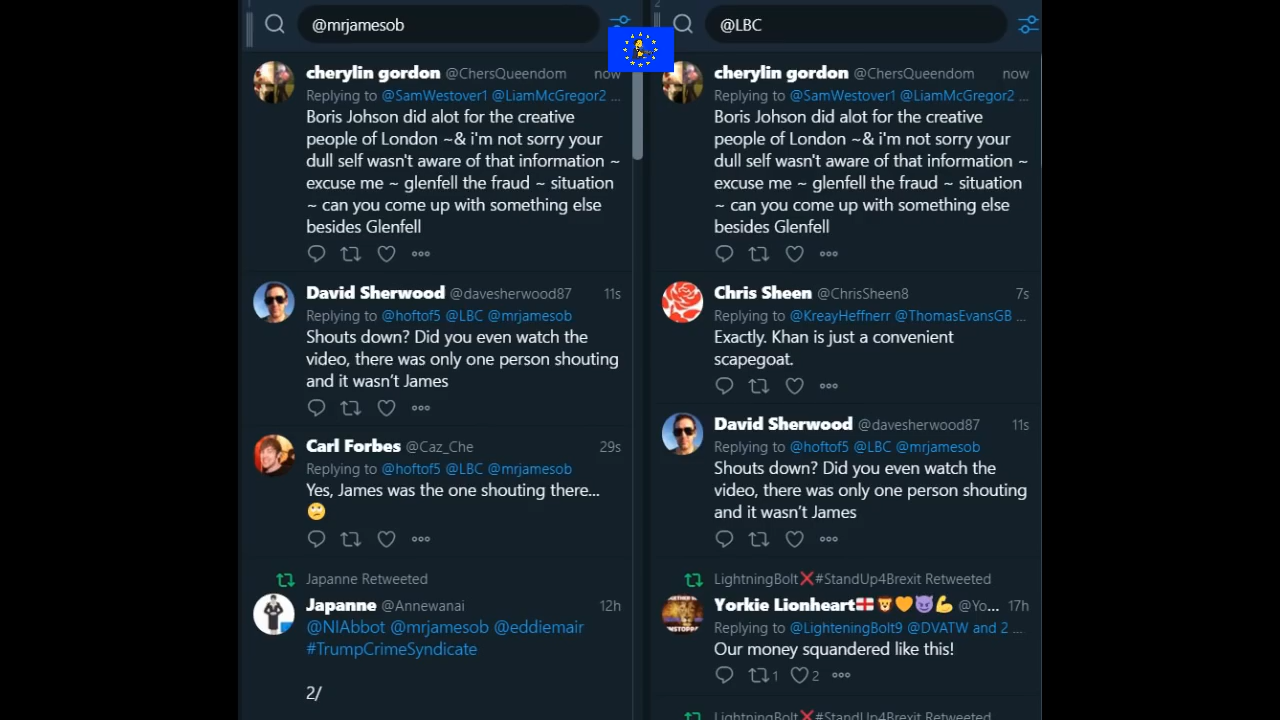 1
@mrjamesob
cherylin gordon @ChersQueendom now
Replying to @SamWestover1 @LiamMcGregor2 ...
Boris Johson did alot for the creative
people of London ~& i'm not sorry your
dull self wasn't aware of that information ~
excuse me ~ glenfell the fraud ~ situation
~ can you come up with something else
besides Glenfell
David Sherwood @davesherwood87 11s
Replying to @hoftof5 @LBC @mrjamesob
Shouts down? Did you even watch the
video, there was only one person shouting
and it wasn't James
Carl Forbes @Caz_Che 29s
Replying to @hoftof5 @LBC @mrjamesob
Yes, James was the one shouting there...
🙄
Japanne Retweeted
Japanne @Annewanai 12h
@NIAbbot @mrjamesob @eddiemair
#TrumpCrimeSyndicate
2/
2
@LBC
cherylin gordon @ChersQueendom now
Replying to @SamWestover1 @LiamMcGregor2 ...
Boris Johson did alot for the creative
people of London ~& i'm not sorry your
dull self wasn't aware of that information ~
excuse me ~ glenfell the fraud ~ situation
~ can you come up with something else
besides Glenfell
Chris Sheen @ChrisSheen8 7s
Replying to @KreayHeffnerr @ThomasEvansGB ...
Exactly. Khan is just a convenient
scapegoat.
David Sherwood @davesherwood87 11s
Replying to @hoftof5 @LBC @mrjamesob
Shouts down? Did you even watch the
video, there was only one person shouting
and it wasn't James
LightningBolt❌#StandUp4Brexit Retweeted
Yorkie Lionheart🏴󠁧󠁢󠁥󠁮󠁧󠁿🦁🧡😈💪 @Yo... 17h
Replying to @LighteningBolt9 @DVATW and 2 ...
Our money squandered like this!
1 2
LightningBolt❌#StandUp4Brexit Retweeted